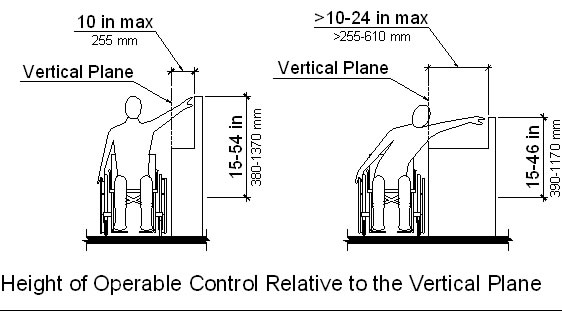 10 in max
255 mm
Vertical Plane
15-54 in
380-1370 mm
>10-24 in max
>255-610 mm
Vertical Plane
15-46 in
390-1170 mm
Height of Operable Control Relative to the Vertical Plane